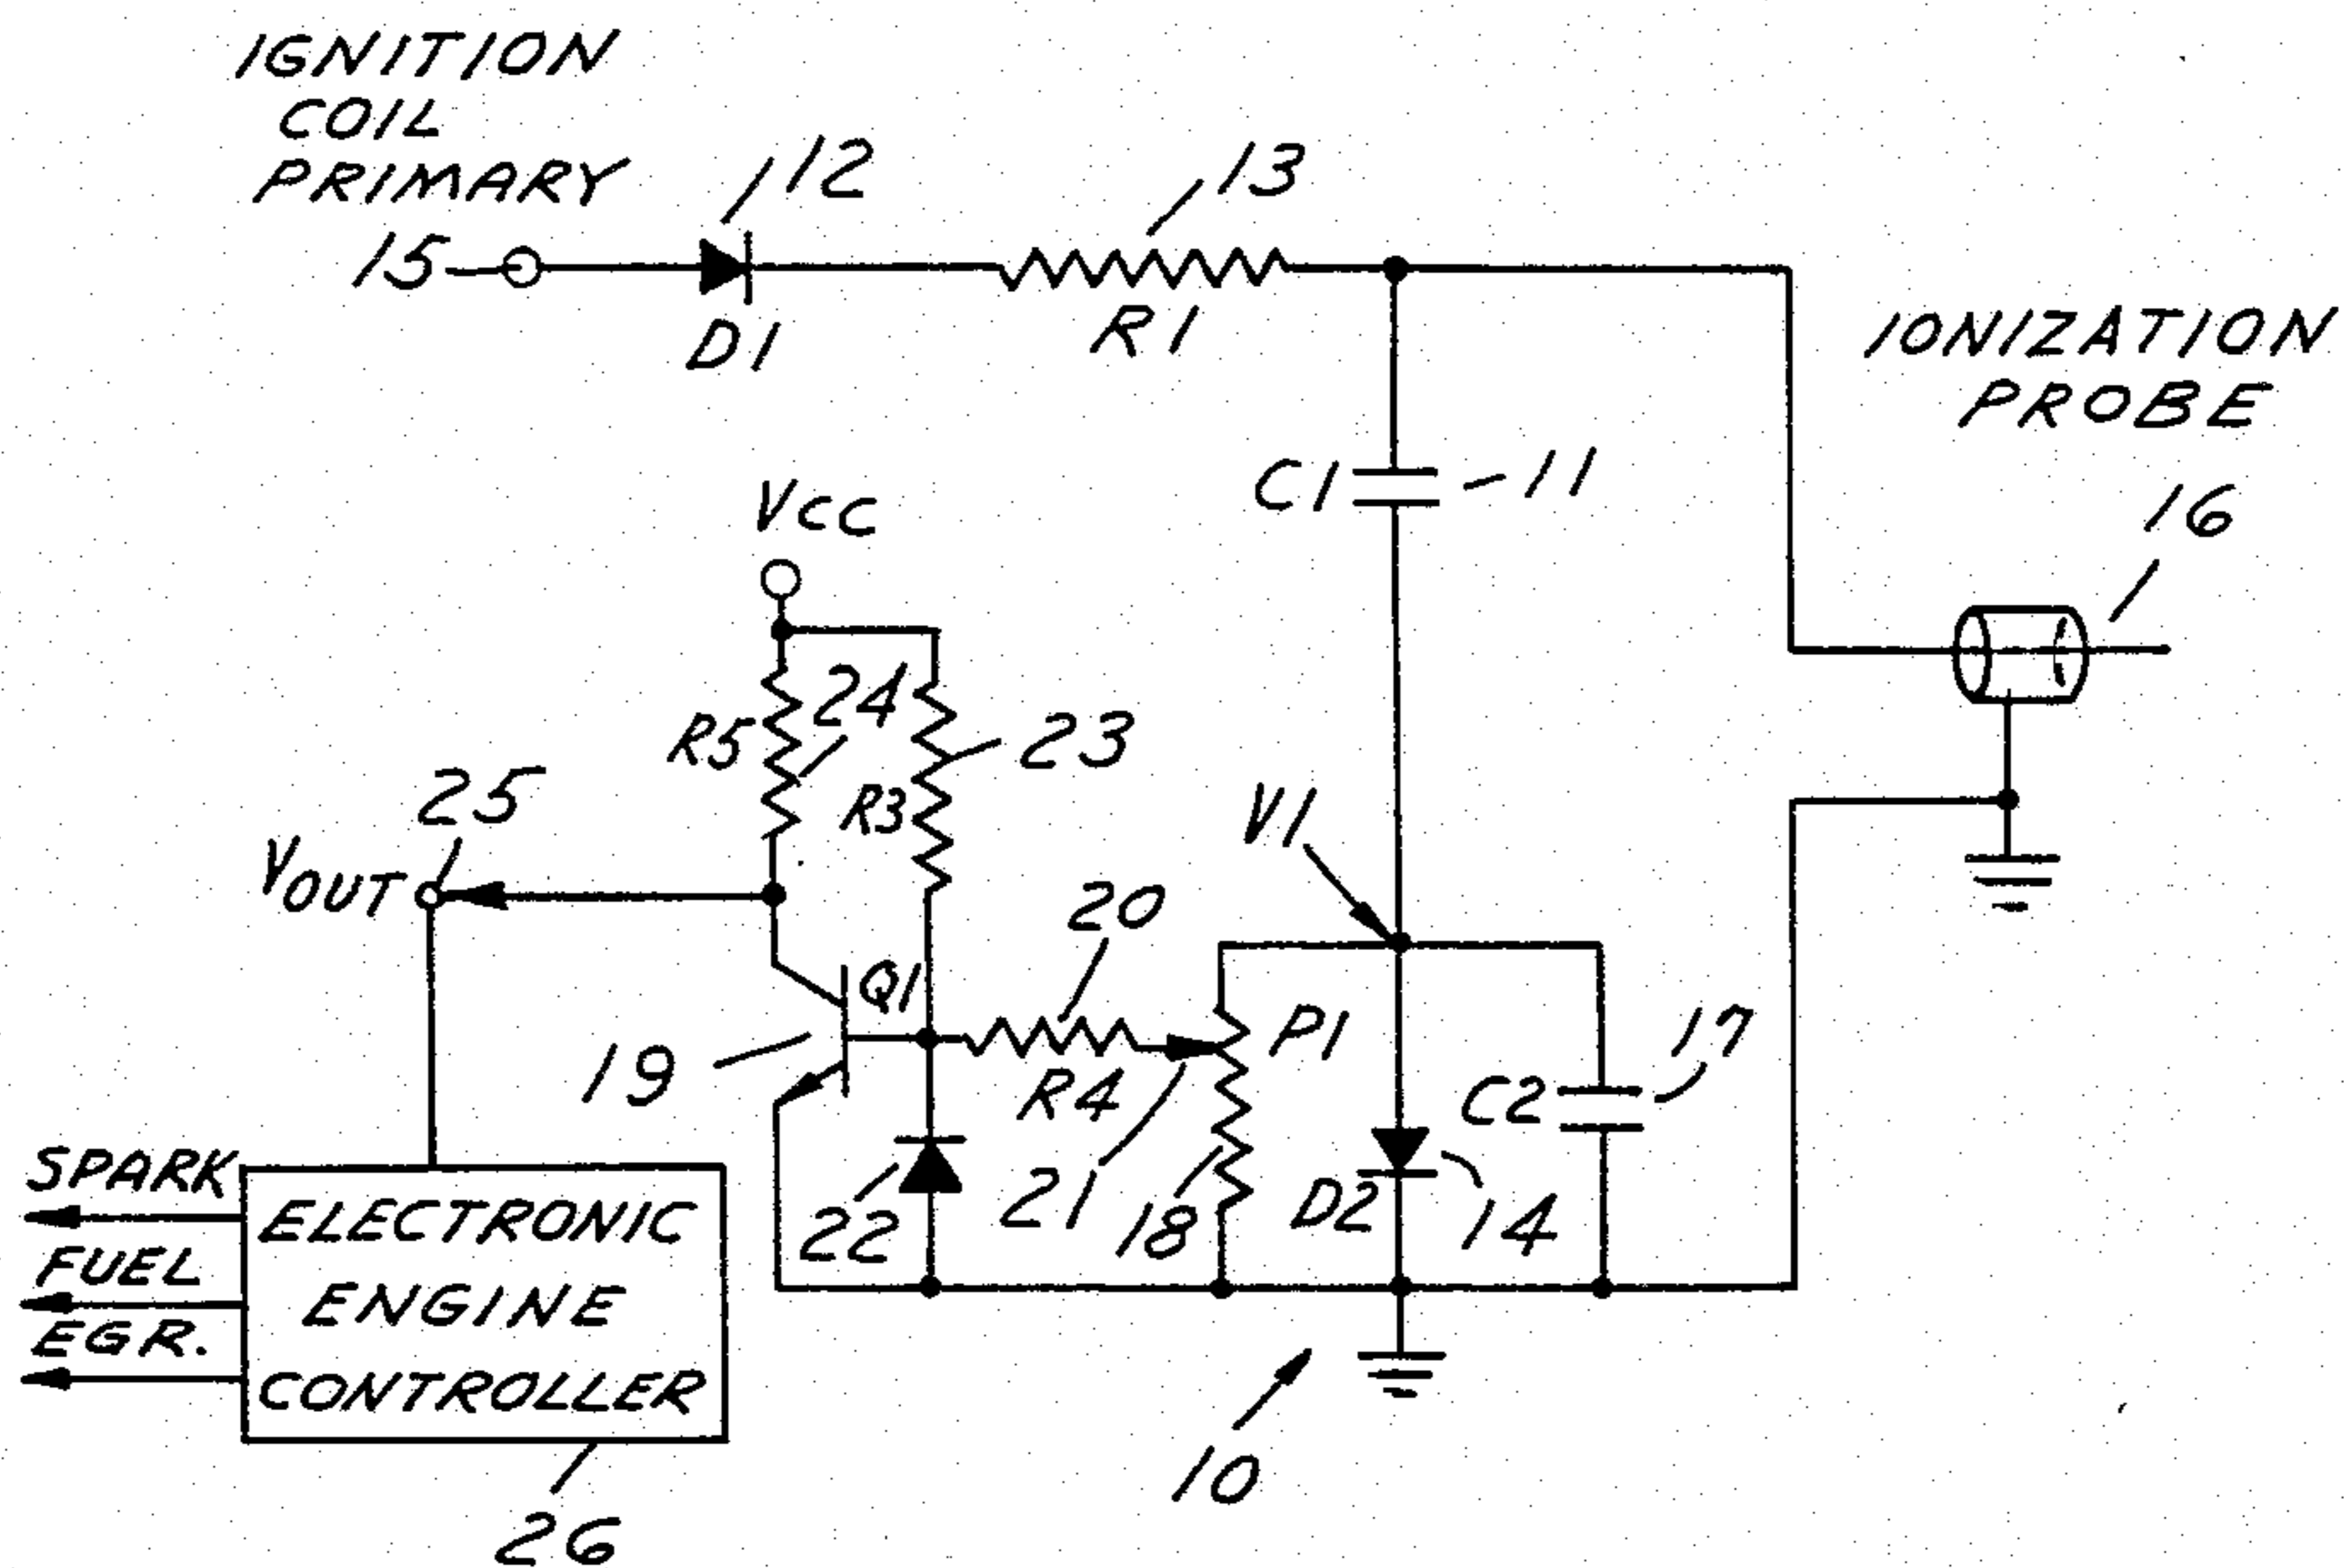 IGNITION
COIL
PRIMARY
15
12
13
D1
R1
IONIZATION
PROBE
16
C1
11
VCC
R5
24
23
R3
25
VOUT
V1
20
Q1
19
R4
P1
17
C2
22
21
18
D2
14
SPARK
FUEL
EGR.
ELECTRONIC
ENGINE
CONTROLLER
10
26